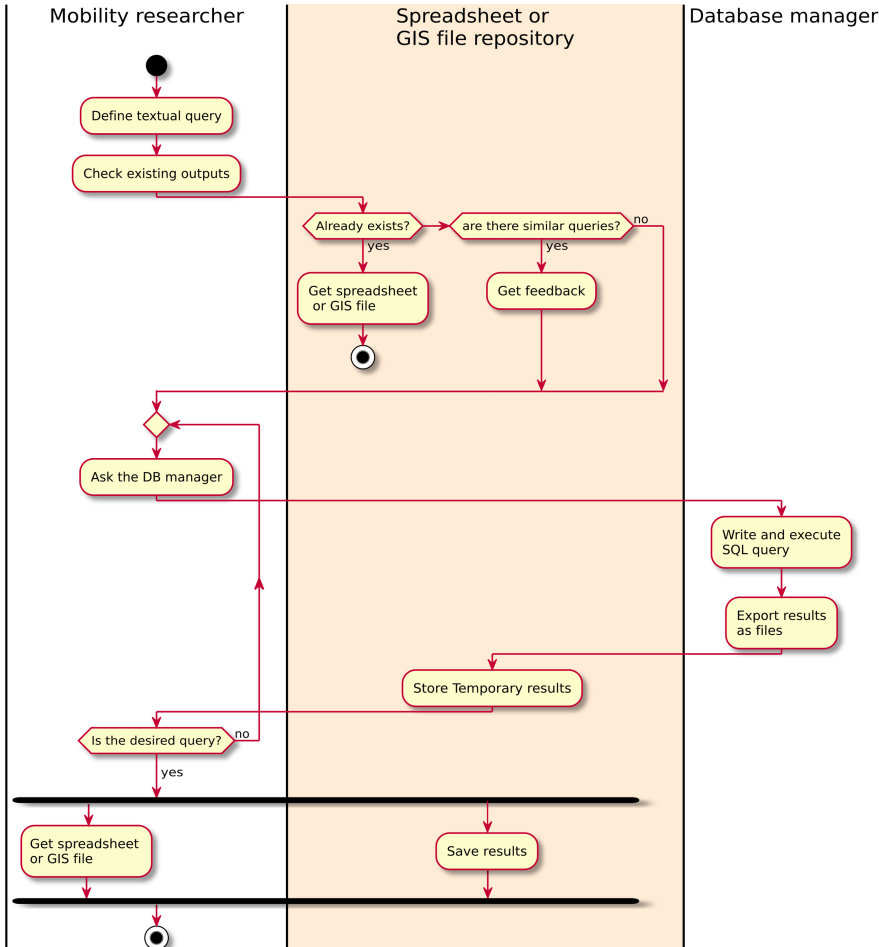 Mobility researcher
Spreadsheet or
GIS file repository
Database manager
Define textual query
Check existing outputs
Already exists?
are there similar queries?
no
yes
yes
Get spreadsheet
or GIS file
Get feedback
Ask the DB manager
Write and execute
SQL query
Export results
as files
Store Temporary results
Is the desired query?
no
yes
Get spreadsheet
or GIS file
Save results